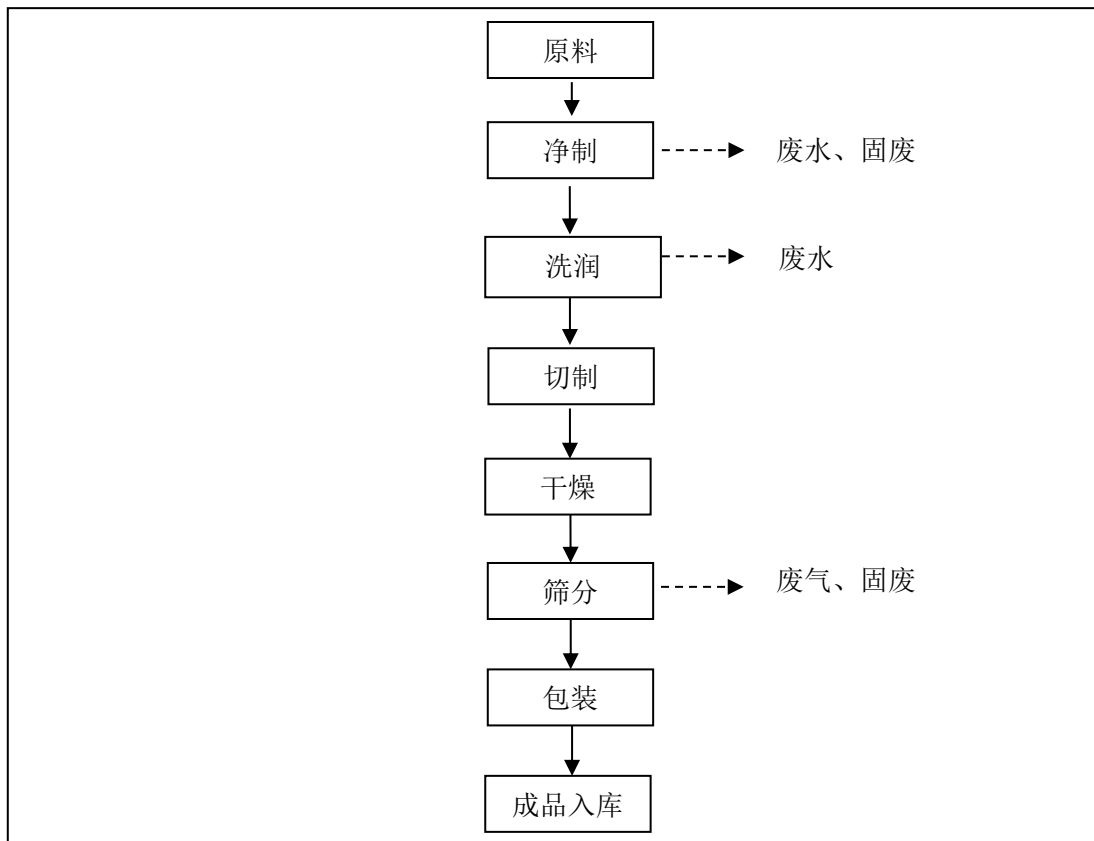 原料
净制
废水、固废
洗润
废水
切制
干燥
筛分
废气、固废
包装
成品入库